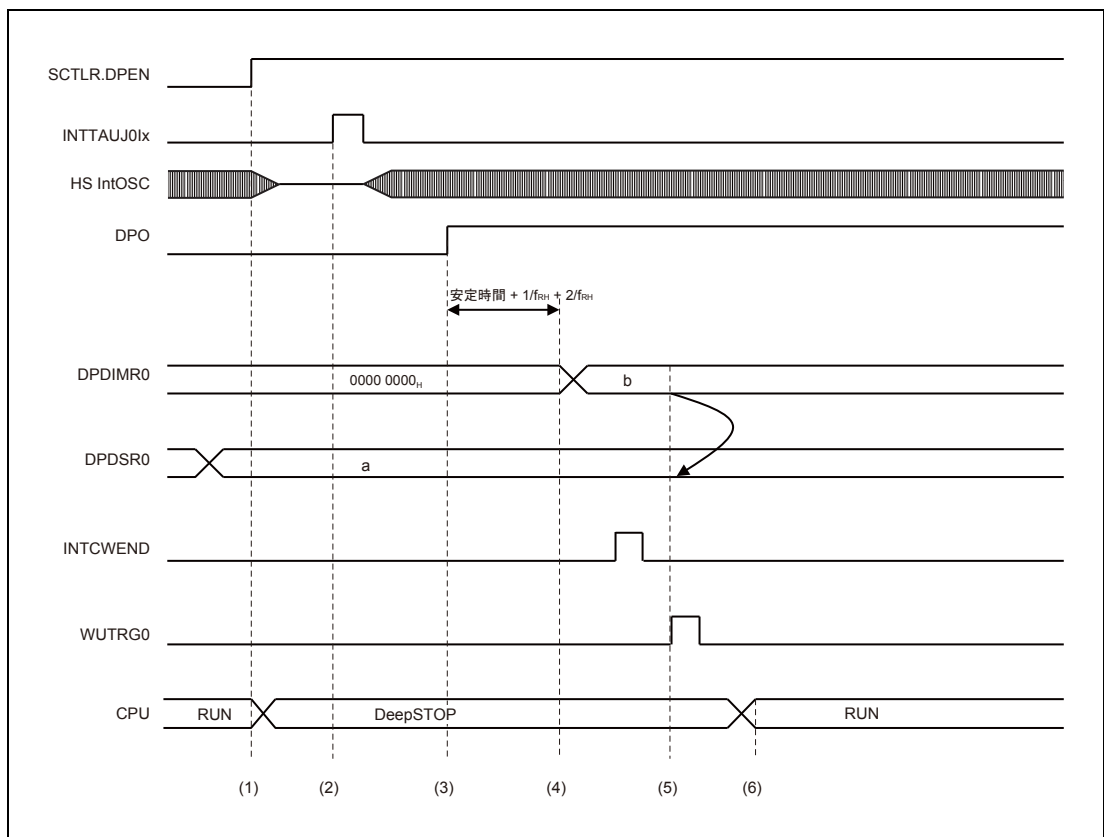 SCTLR.DPEN
INTTAUJ0Ix
HS IntOSC
DPO
安定時間 + 1/fRH + 2/fRH
DPDIMR0
0000 0000H
b
DPDSR0
a
INTCWEND
WUTRG0
CPU
RUN
DeepSTOP
RUN
(1) (2) (3) (4) (5) (6)